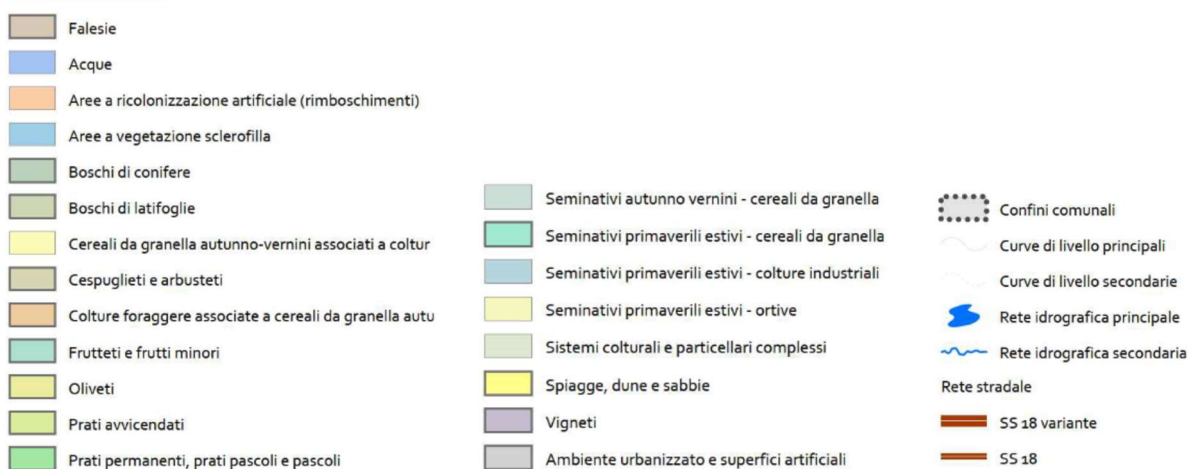 Falesie
Acque
Aree a ricolonizzazione artificiale (rimboschimenti)
Aree a vegetazione sclerofilla
Boschi di conifere
Boschi di latifoglie
Cereali da granella autunno-vernini associati a coltur
Cespuglieti e arbusteti
Colture foraggere associate a cereali da granella autu
Frutteti e frutti minori
Oliveti
Prati avvicendati
Prati permanenti, prati pascoli e pascoli
Seminativi autunno vernini - cereali da granella
Seminativi primaverili estivi - cereali da granella
Seminativi primaverili estivi - colture industriali
Seminativi primaverili estivi - ortive
Sistemi colturali e particellari complessi
Spiagge, dune e sabbie
Vigneti
Ambiente urbanizzato e superfici artificiali
Confini comunali
Curve di livello principali
Curve di livello secondarie
Rete idrografica principale
Rete idrografica secondaria
Rete stradale
SS 18 variante
SS 18